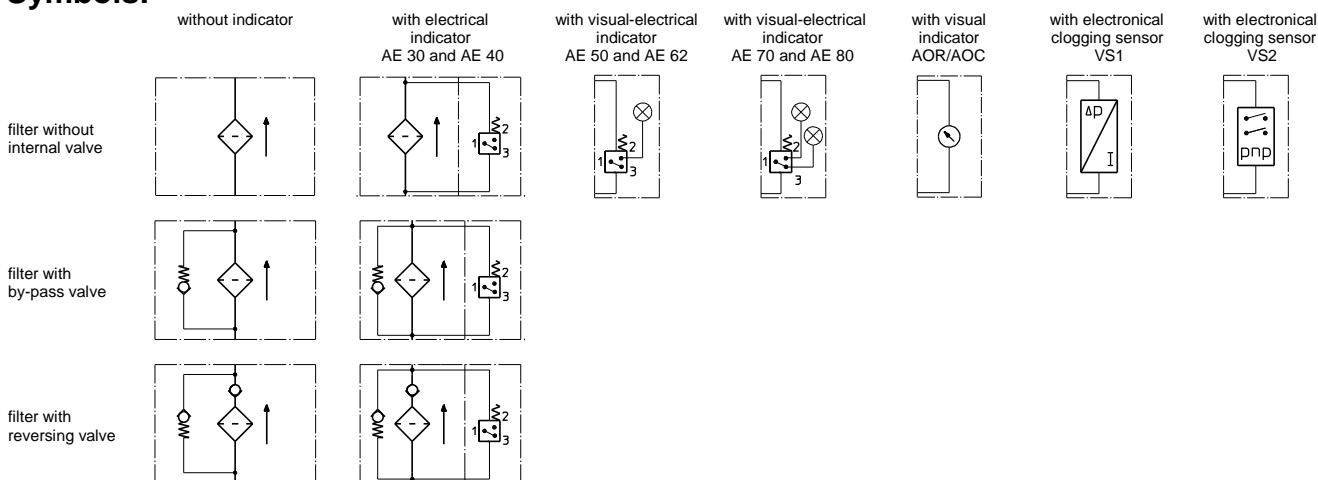 Symbols:
without indicator
with electrical
indicator
AE 30 and AE 40
with visual-electrical
indicator
AE 50 and AE 62
with visual-electrical
indicator
AE 70 and AE 80
with visual
indicator
AOR/AOC
with electronical
clogging sensor
VS1
with electronical
clogging sensor
VS2
filter without
internal valve
1 2 3
1 2 3
1 2 3
Δp
I
pnp
filter with
by-pass valve
1 2 3
filter with
reversing valve
1 2 3